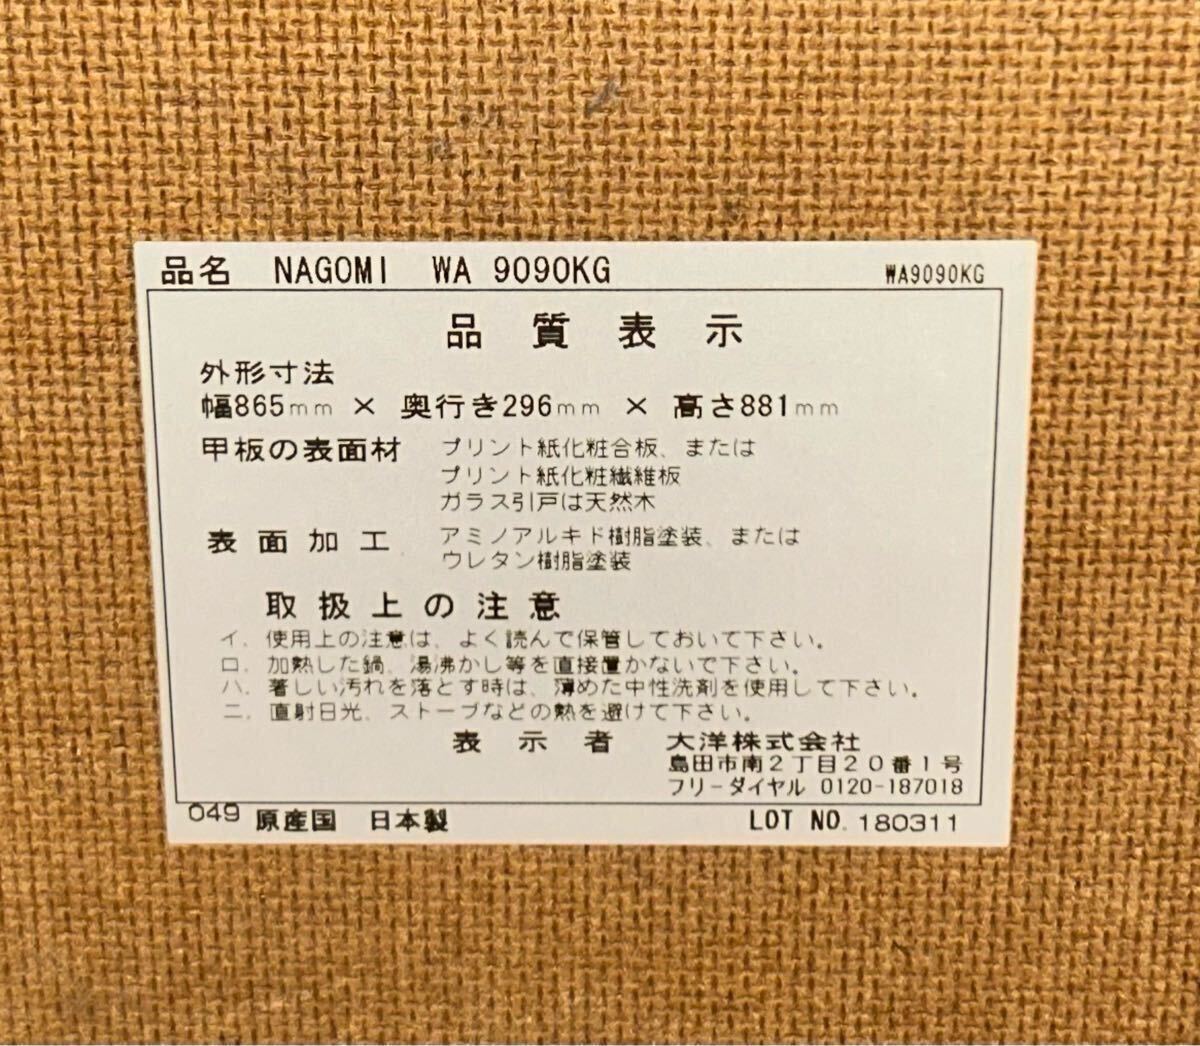 品名 NAGOMI WA 9090KG WA9090KG
品質表示
外形寸法
幅865mm × 奥行き296mm × 高さ881mm
甲板の表面材 プリント紙化粧合板、または
プリント紙化粧繊維板
ガラス引戸は天然木
表面加工 アミノアルキド樹脂塗装、または
ウレタン樹脂塗装
取扱上の注意
イ．使用上の注意は、よく読んで保管しておいて下さい。
ロ．加熱した鍋、湯沸かし等を直接置かないで下さい。
ハ．著しい汚れを落とす時は、薄めた中性洗剤を使用して下さい。
ニ．直射日光、ストーブなどの熱を避けて下さい。
表示者 大洋株式会社
島田市南２丁目２０番１号
フリーダイヤル 0120-187018
049 原産国 日本製 LOT NO. 180311